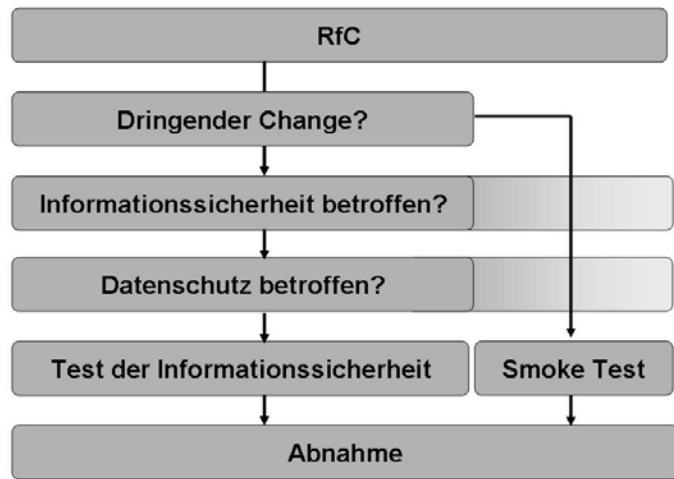 RfC
Dringender Change?
Informationssicherheit betroffen?
Datenschutz betroffen?
Test der Informationssicherheit
Smoke Test
Abnahme